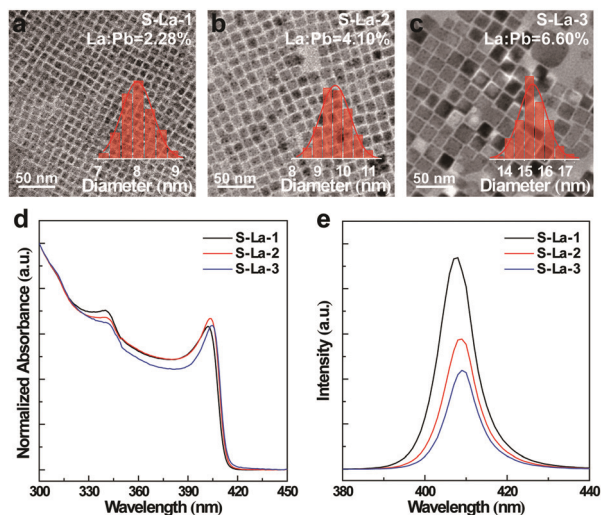 a
S-La-1
La:Pb=2.28%
7 8 9
50 nm Diameter (nm)
b
S-La-2
La:Pb=4.10%
8 9 10 11
50 nm Diameter (nm)
c
S-La-3
La:Pb=6.60%
14 15 16 17
50 nm Diameter (nm)
d
S-La-1
S-La-2
S-La-3
Normalized Absorbance (a.u.)
300 330 360 390 420 450
Wavelength (nm)
e
S-La-1
S-La-2
S-La-3
Intensity (a.u.)
380 400 420 440
Wavelength (nm)